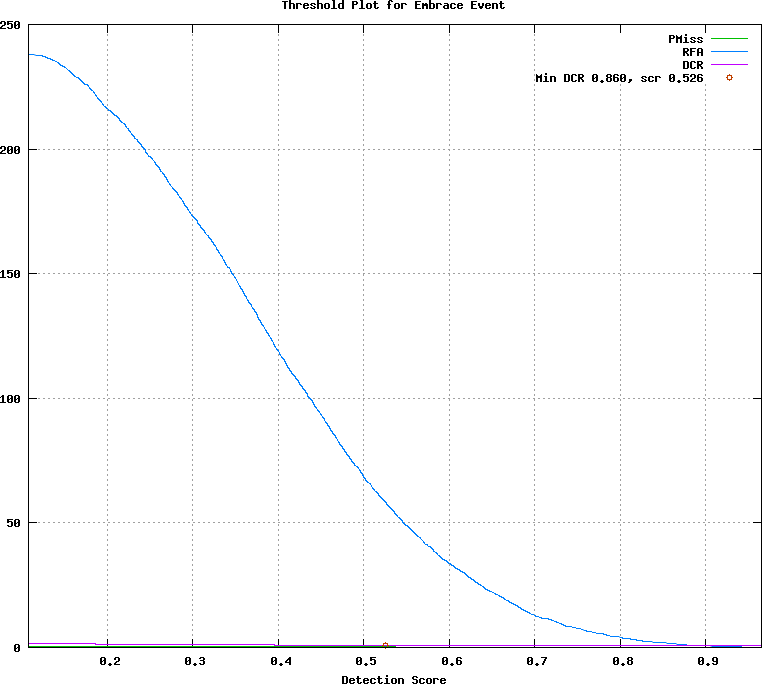 Threshold Plot for Embrace Event
250
200
150
100
50
0
PMiss
RFA
DCR
Min DCR 0.860, scr 0.526
0.2 0.3 0.4 0.5 0.6 0.7 0.8 0.9
Detection Score